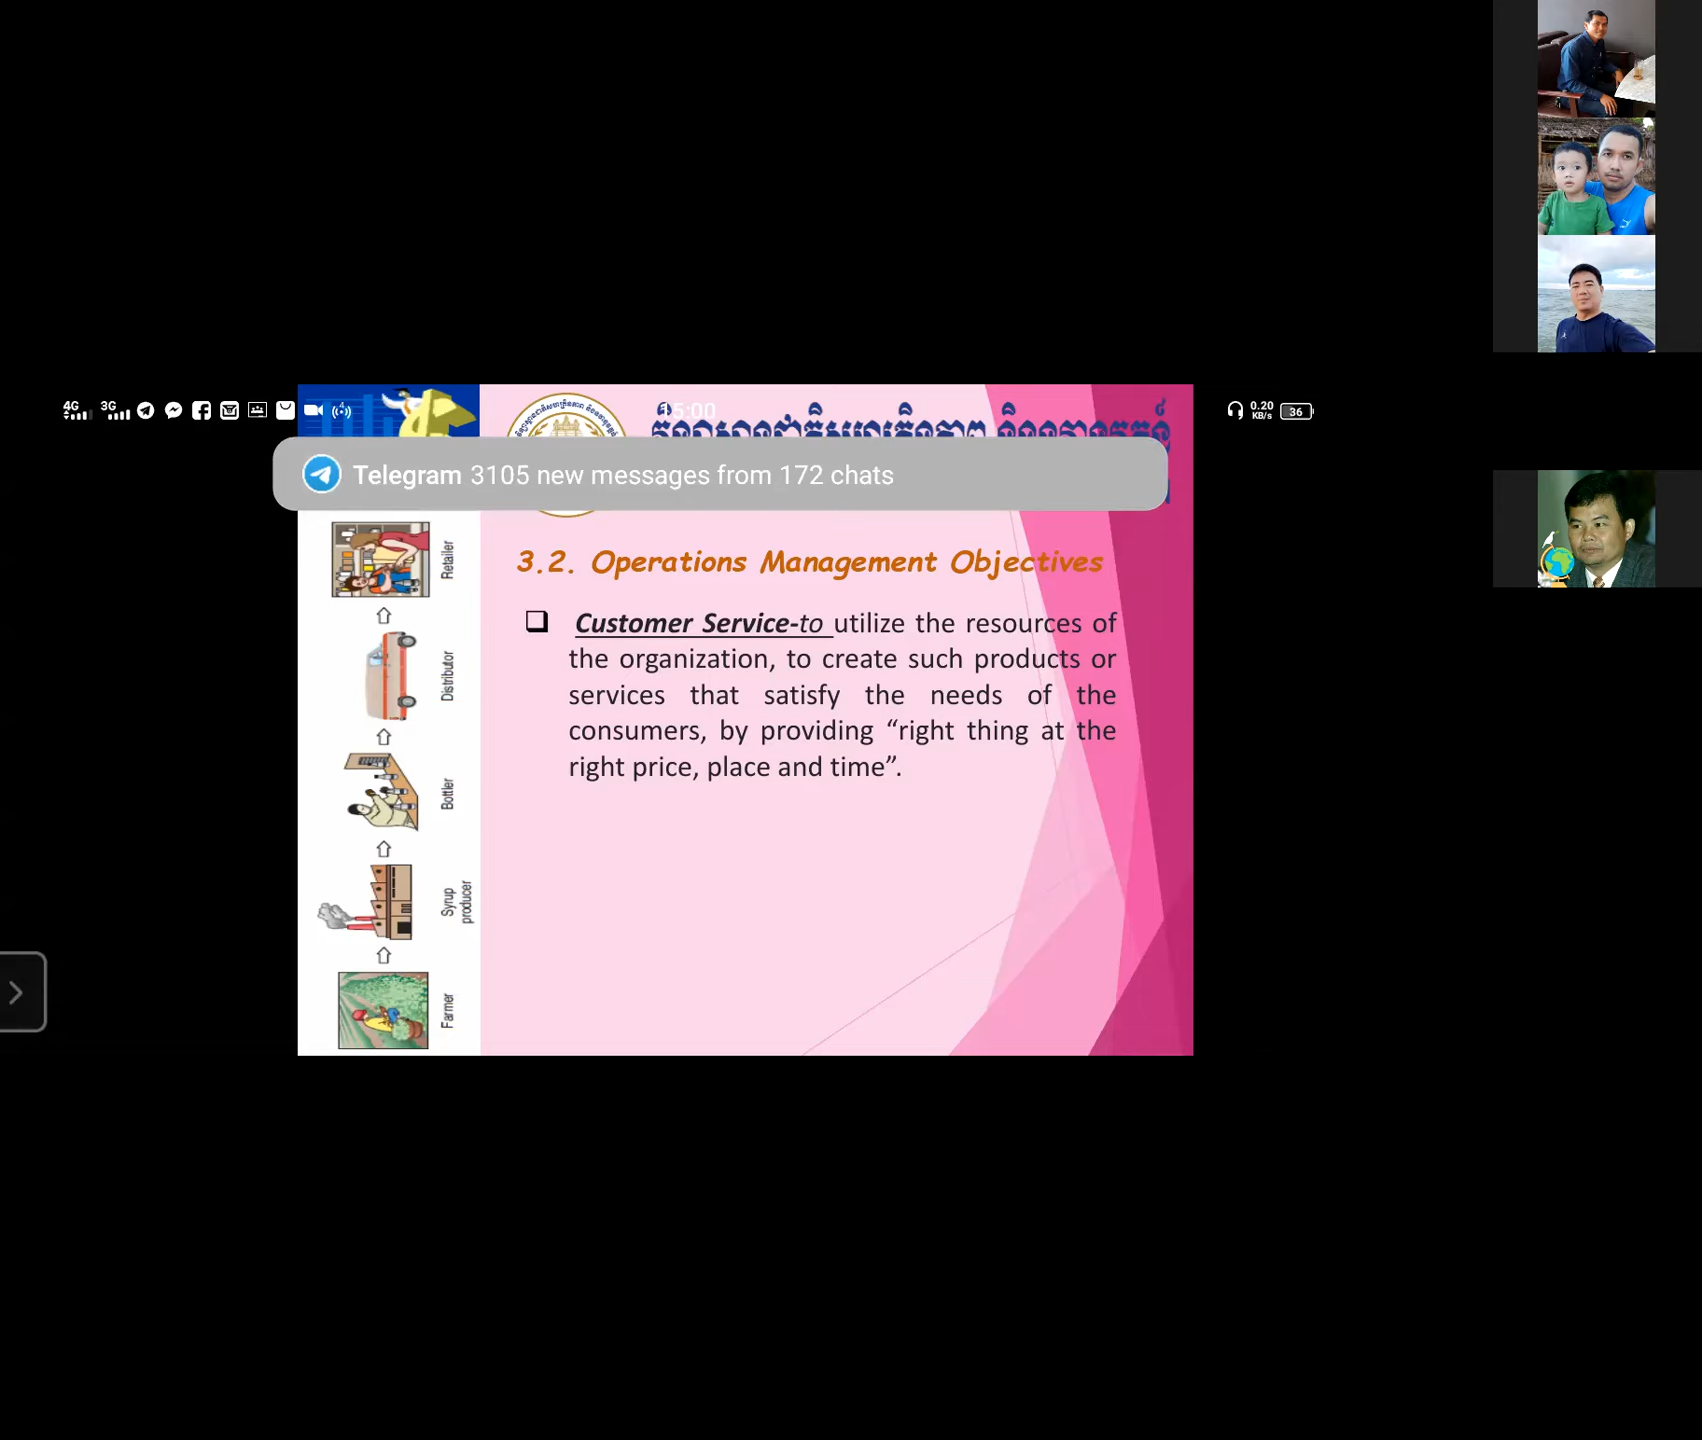 4G
3G
15:00
0.20
KB/s
36
Telegram 3105 new messages from 172 chats
3.2. Operations Management Objectives
Customer Service-to utilize the resources of
the organization, to create such products or
services that satisfy the needs of the
consumers, by providing “right thing at the
right price, place and time”.
Retailer
Distributor
Bottler
Syrup
producer
Farmer